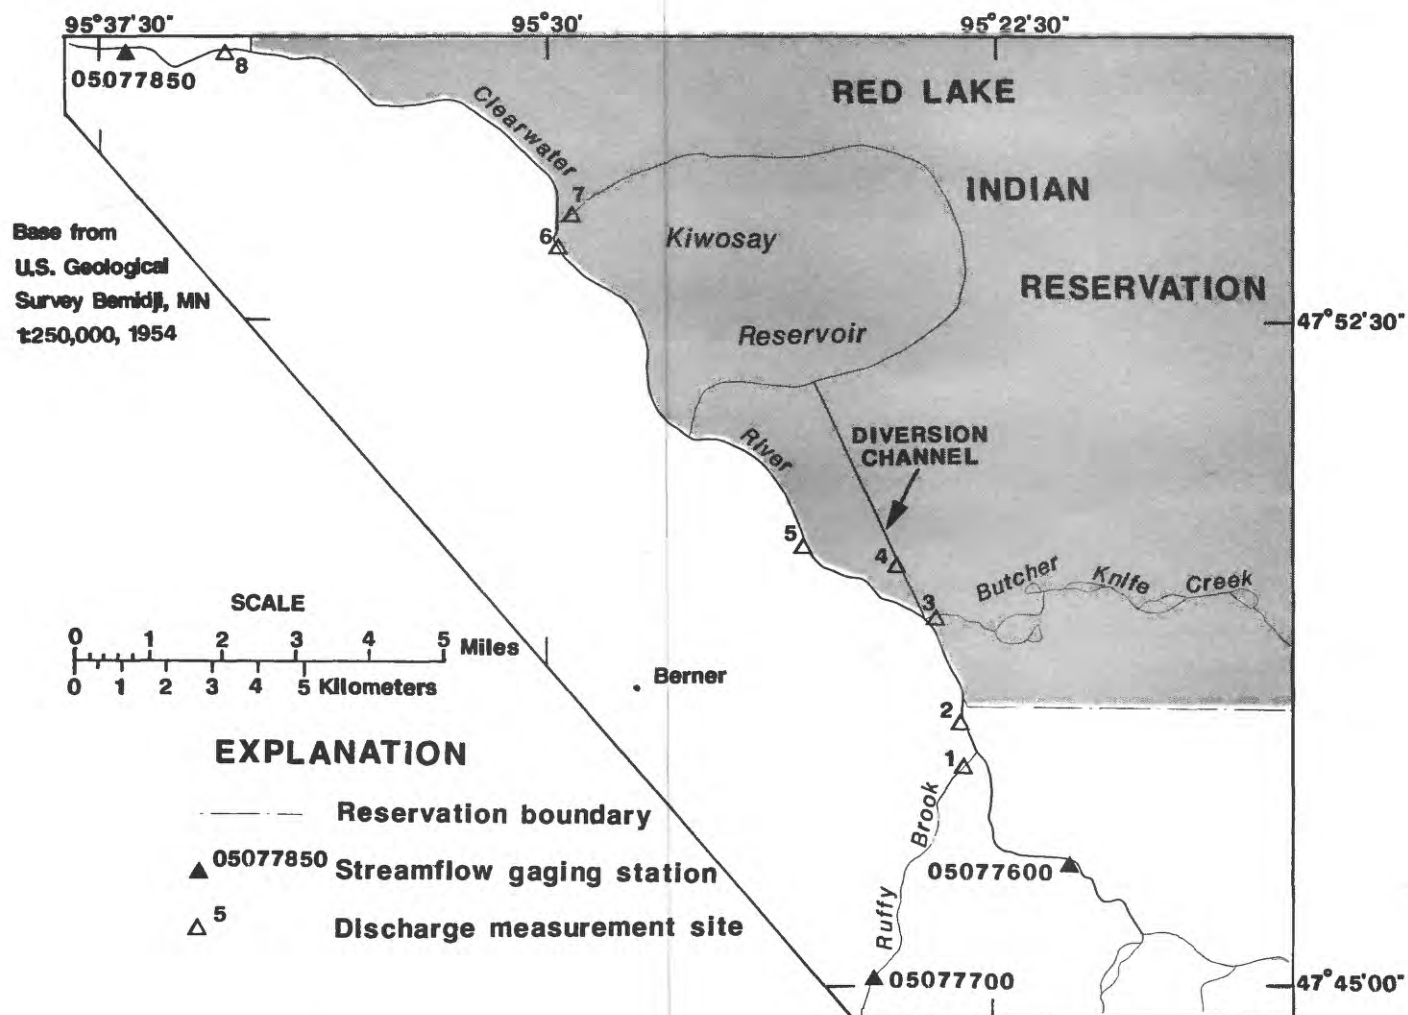 95°37'30"
95°30'
95°22'30"
05077850
8
RED LAKE
Clearwater
INDIAN
7
6
Kiwosay
Base from
U.S. Geological
Survey Bemidji, MN
1:250,000, 1954
RESERVATION
47°52'30"
Reservoir
River
DIVERSION
CHANNEL
5
4
Butcher Knife Creek
3
SCALE
0 1 2 3 4 5 Miles
0 1 2 3 4 5 Kilometers
Berner
2
1
EXPLANATION
Reservation boundary
05077850 Streamflow gaging station
5 Discharge measurement site
Ruffy Brook
05077600
05077700
47°45'00"